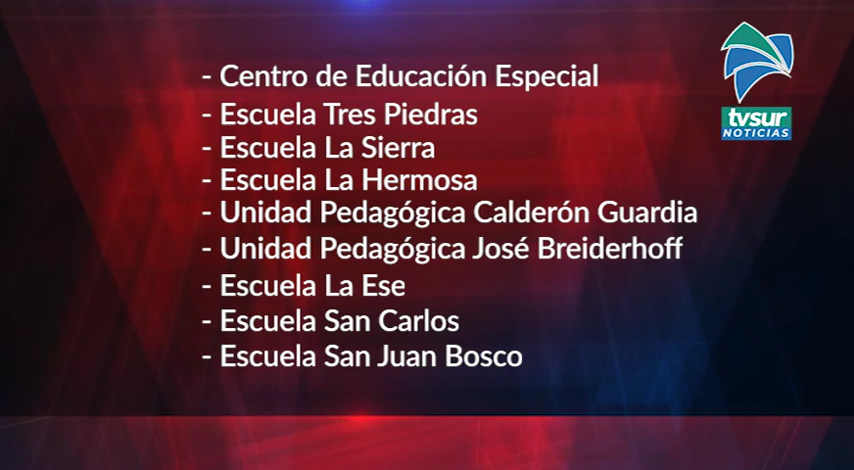 - Centro de Educación Especial
- Escuela Tres Piedras
- Escuela La Sierra
- Escuela La Hermosa
- Unidad Pedagógica Calderón Guardia
- Unidad Pedagógica José Breiderhoff
- Escuela La Ese
- Escuela San Carlos
- Escuela San Juan Bosco
tvsur
NOTICIAS